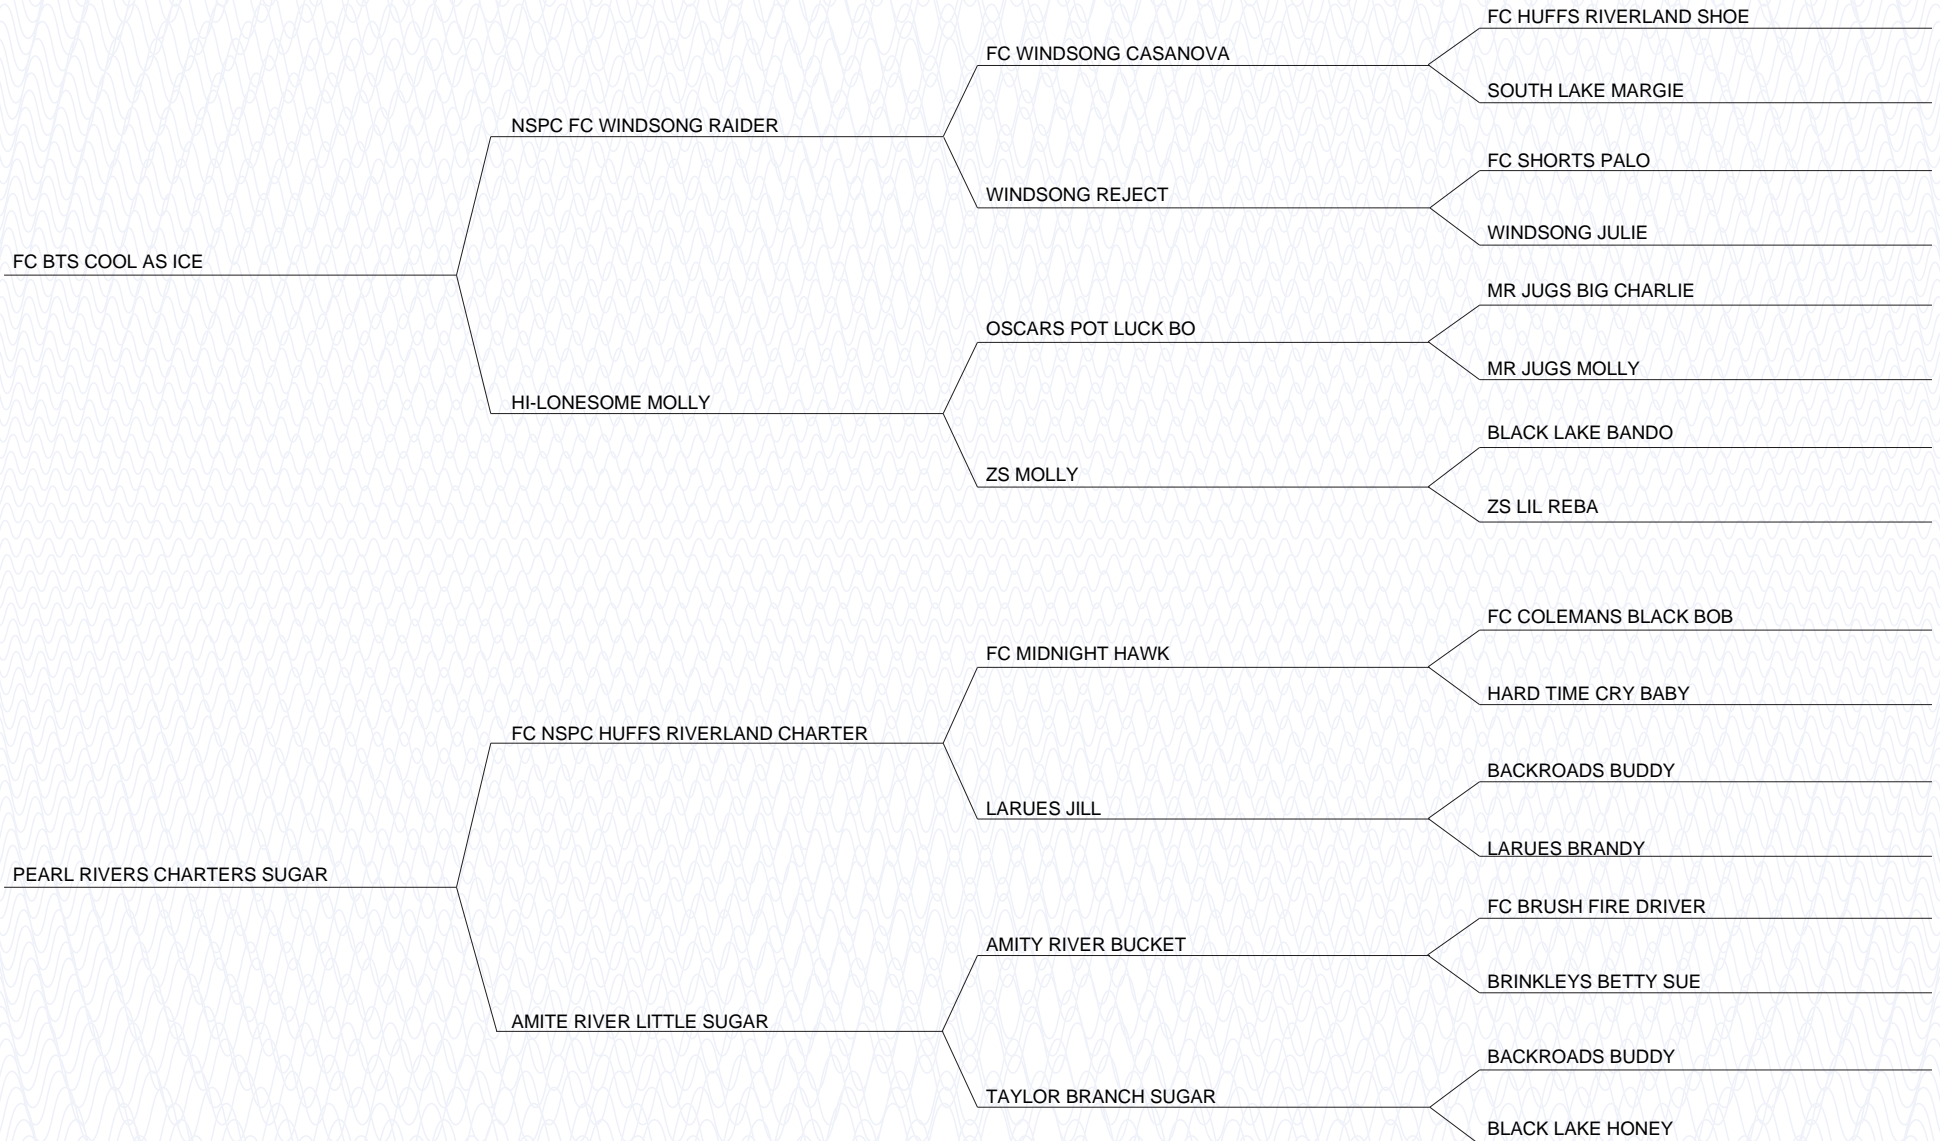 FC HUFFS RIVERLAND SHOE
FC WINDSONG CASANOVA
SOUTH LAKE MARGIE
NSPC FC WINDSONG RAIDER
FC SHORTS PALO
WINDSONG REJECT
WINDSONG JULIE
FC BTS COOL AS ICE
MR JUGS BIG CHARLIE
OSCARS POT LUCK BO
MR JUGS MOLLY
HI-LONESOME MOLLY
BLACK LAKE BANDO
ZS MOLLY
ZS LIL REBA
FC COLEMANS BLACK BOB
FC MIDNIGHT HAWK
HARD TIME CRY BABY
FC NSPC HUFFS RIVERLAND CHARTER
BACKROADS BUDDY
LARUES JILL
LARUES BRANDY
PEARL RIVERS CHARTERS SUGAR
FC BRUSH FIRE DRIVER
AMITY RIVER BUCKET
BRINKLEYS BETTY SUE
AMITE RIVER LITTLE SUGAR
BACKROADS BUDDY
TAYLOR BRANCH SUGAR
BLACK LAKE HONEY